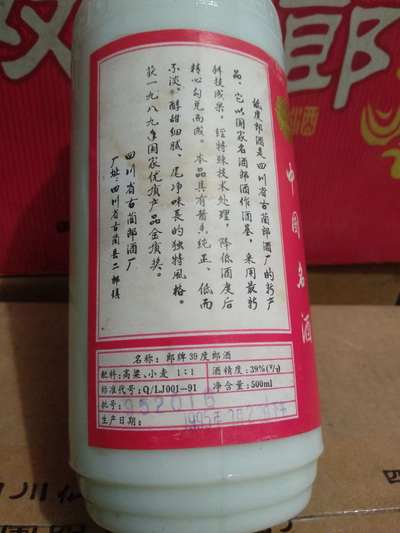 郎
中国名酒
低度郎酒是四川省古蔺郎酒厂的新产
品。它以国家名酒郎酒作酒基，采用最新
科技成果，经特殊技术处理，降低酒度后
精心勾兑而成。本品具有酱香纯正、低而
不淡、醇甜细腻、尾净味長的独特風格。
获一九八九年国家优质产品金质奖。
四川省古蔺郎酒厂
厂址：四川省古蔺县二郎镇
名称：郎牌39度郎酒
配料：高粱、小麦 1：1
酒精度：39%(V/V)
标准代号：Q/LJ001-91
净含量：500ml
批号：952016
生产日期：